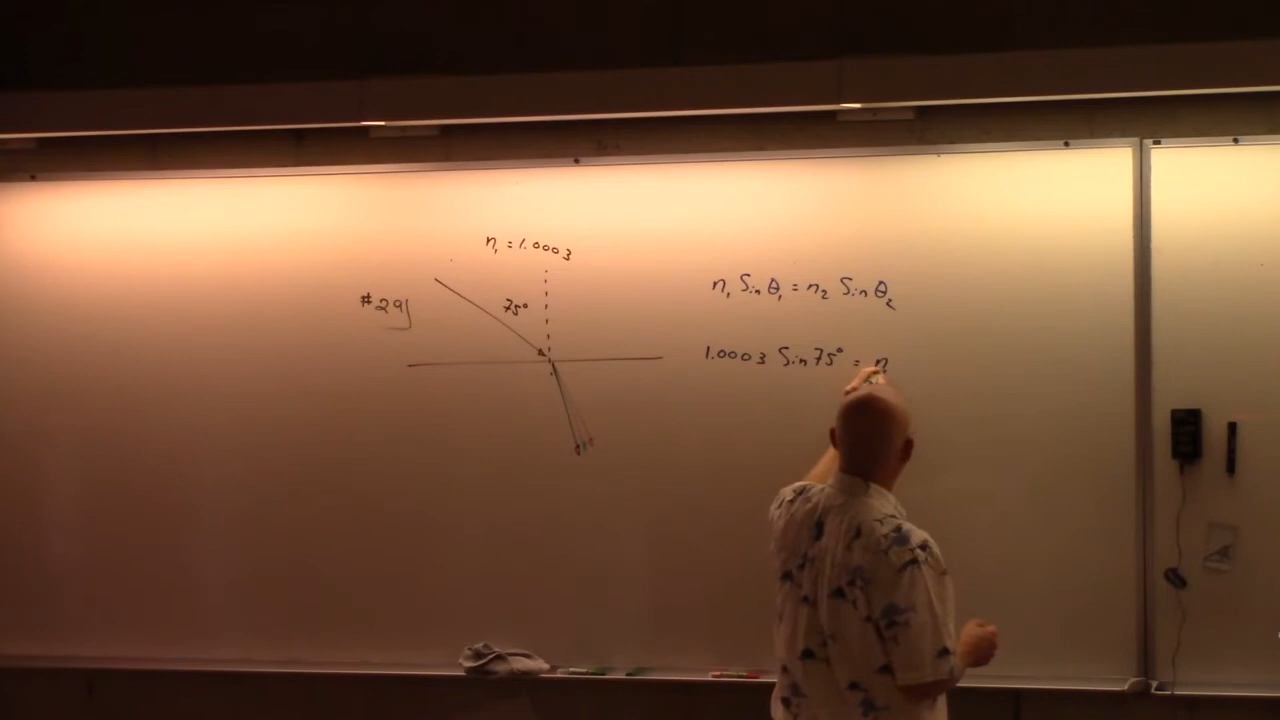 n₁ = 1.0003
#29)
75°
n₁ Sin θ₁ = n₂ Sin θ₂
1.0003 Sin 75° = n